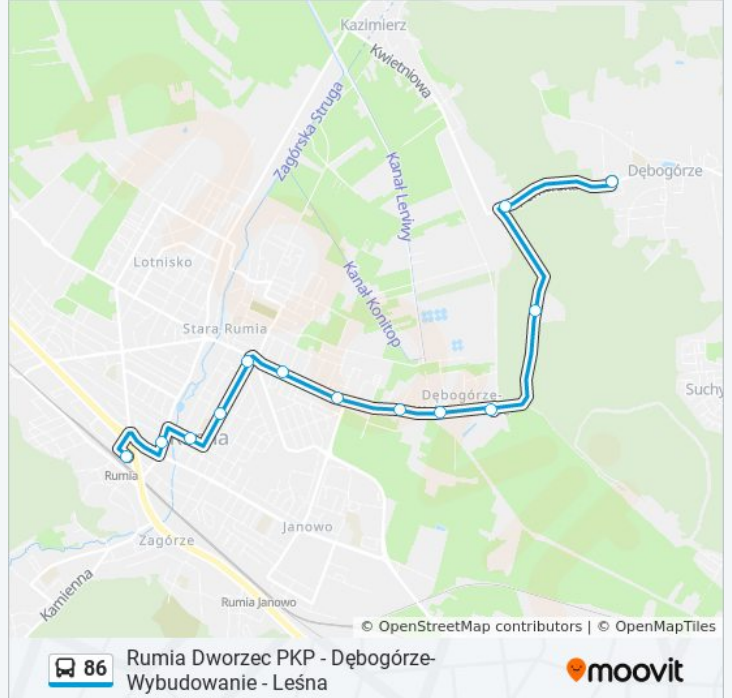 Kazimierz
Kwietniowa
Zagórska Struga
Kanał Leniwy
Dębogórze
Lotnisko
Kanał Konitop
Stara Rumia
Dębogórze-
Suchy
Rumia
Janowo
Zagórze
Kamienna
Rumia Janowo
© OpenStreetMap contributors | © OpenMapTiles
86
Rumia Dworzec PKP - Dębogórze-
Wybudowanie - Leśna
moovit